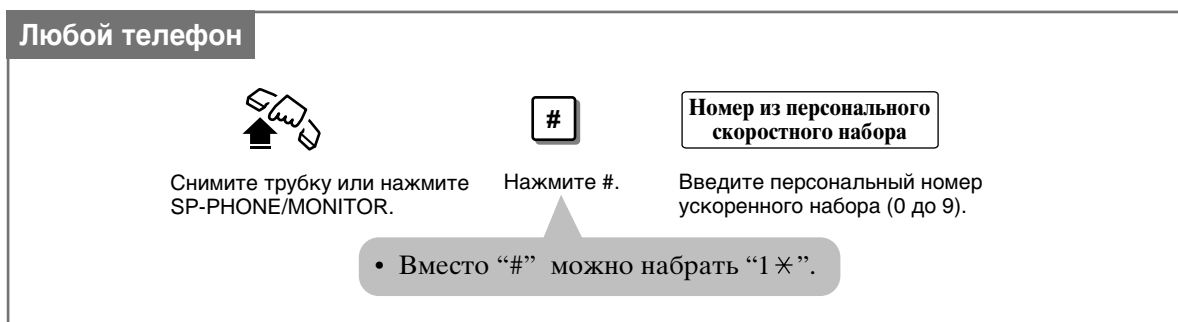 Любой телефон
#
Номер из персонального
скоростного набора
Снимите трубку или нажмите
SP-PHONE/MONITOR.
Нажмите #.
Введите персональный номер
ускоренного набора (0 до 9).
• Вместо “#” можно набрать “1✳”.